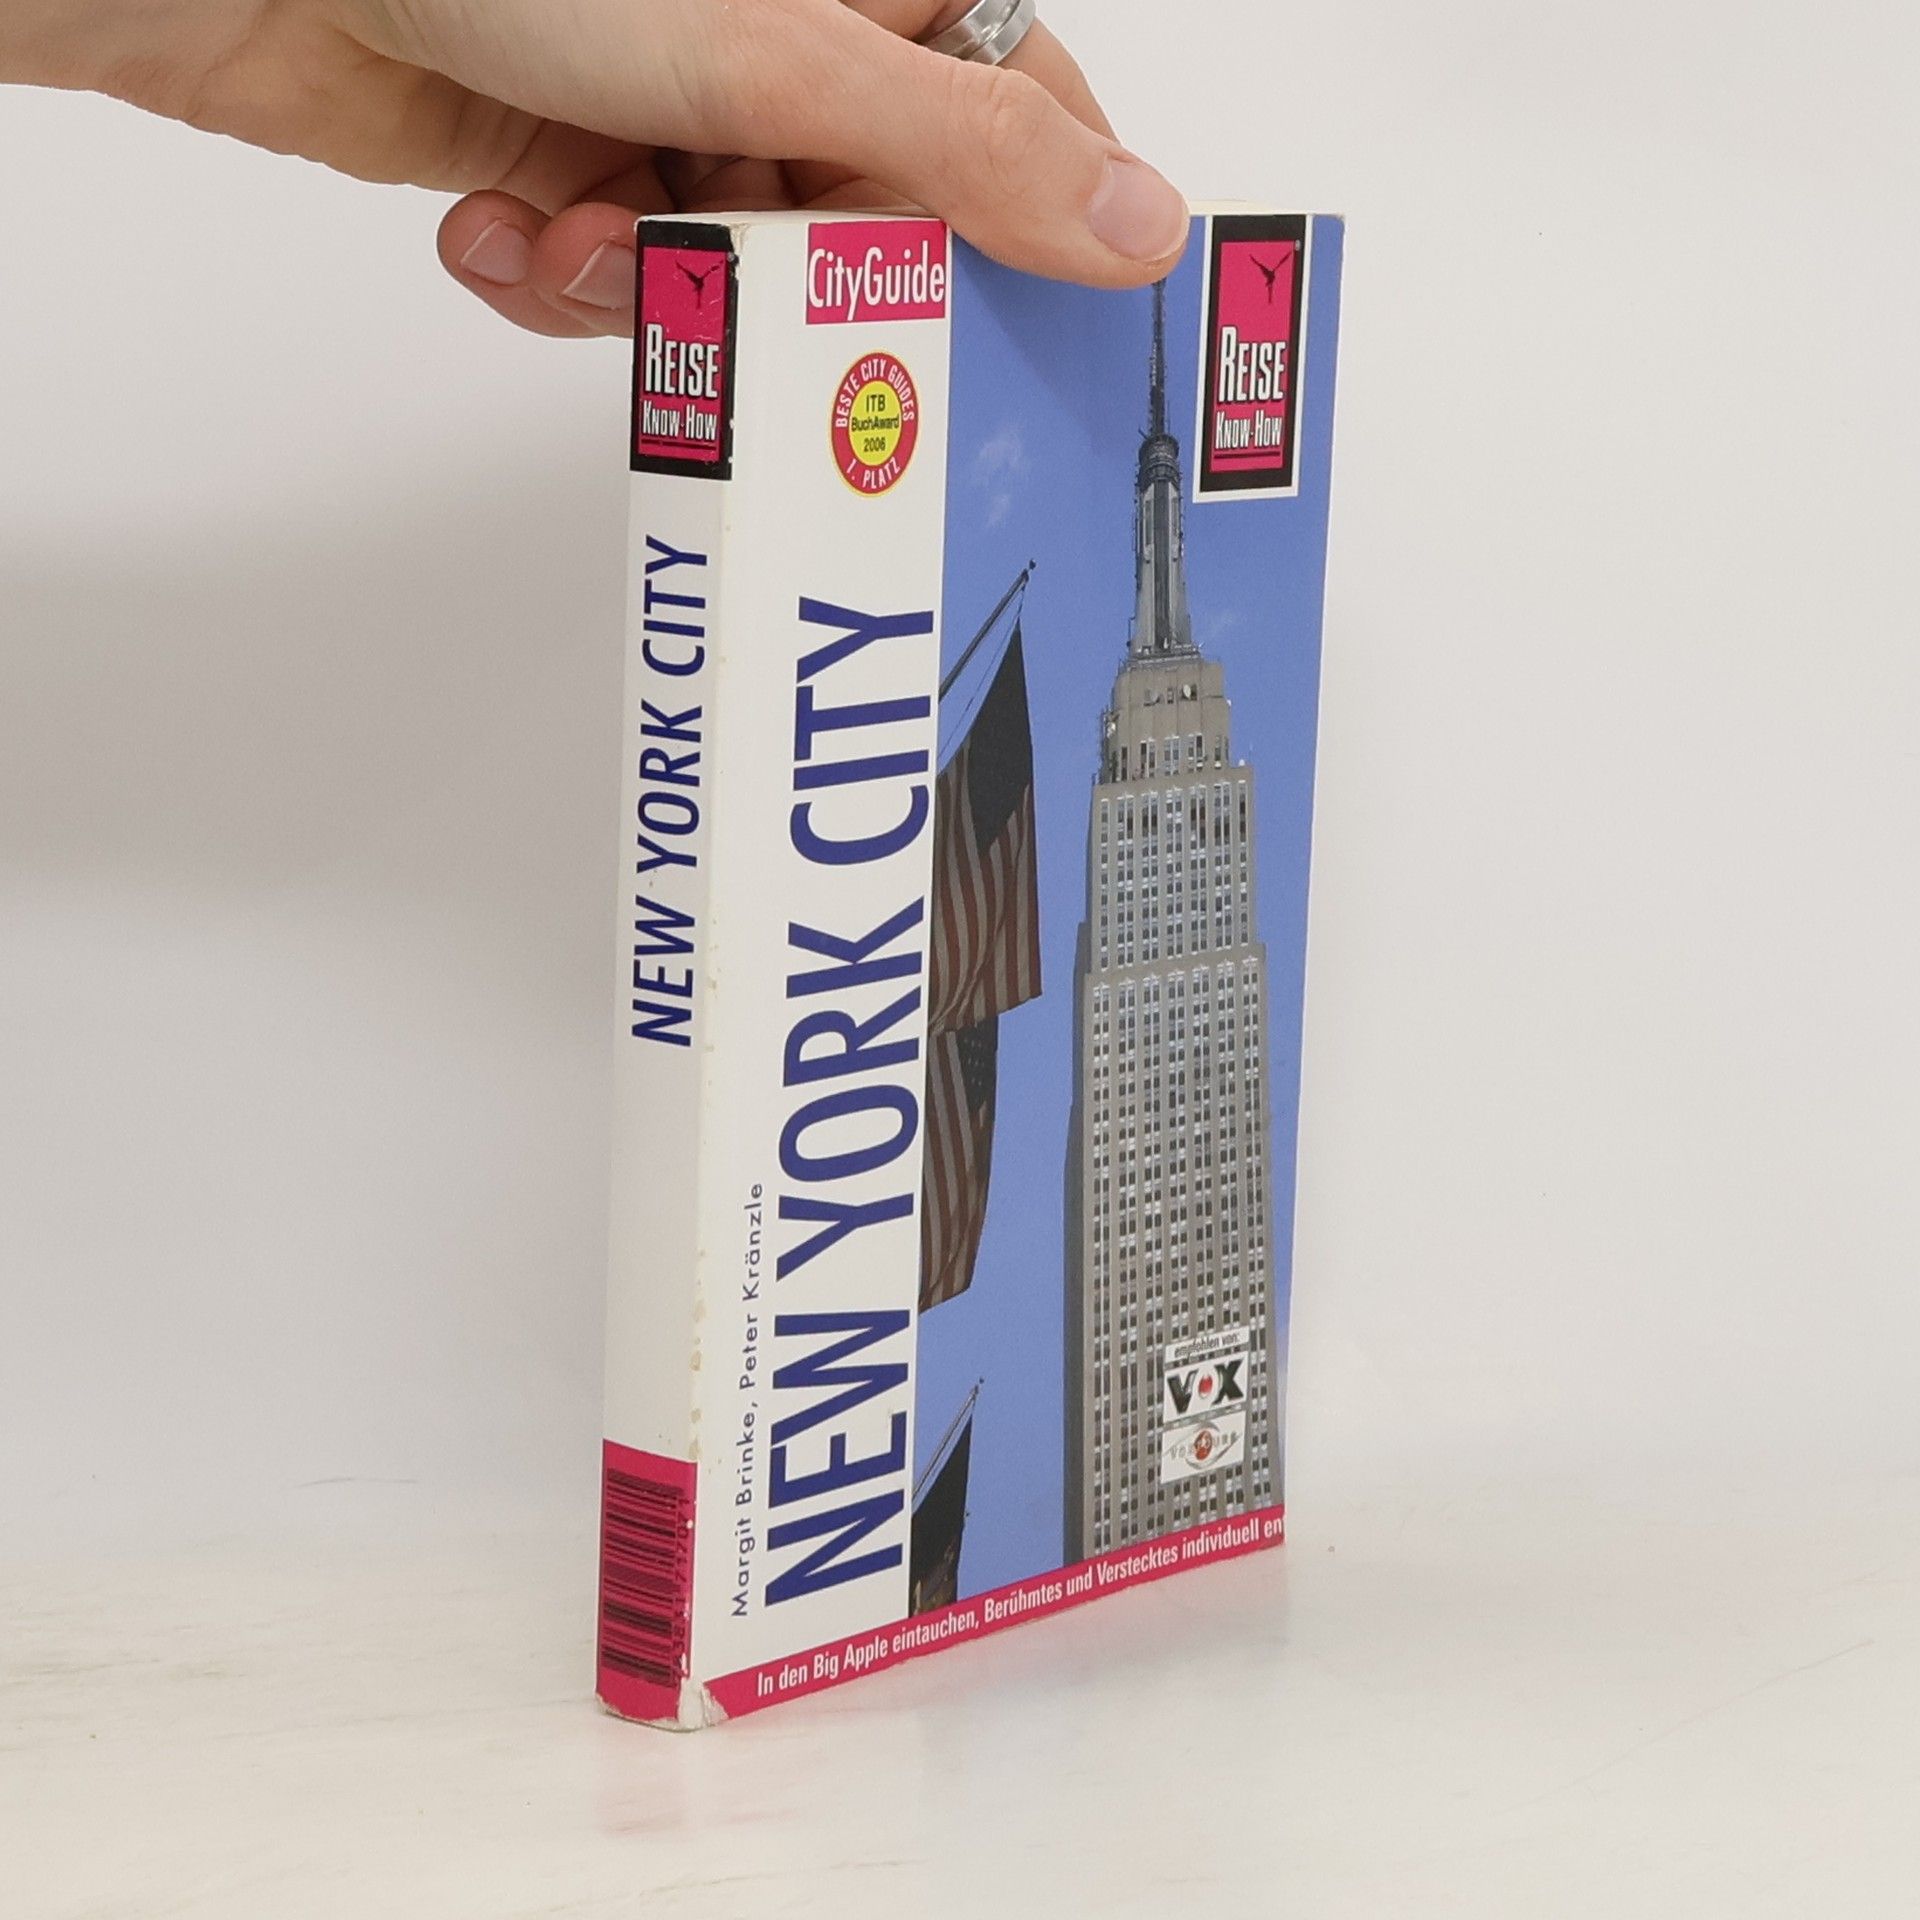 REISE
KNOW-HOW
NEW YORK CITY
CityGuide
BESTE CITY GUIDES
ITB
BuchAward
2006
1. PLATZ
REISE
KNOW-HOW
Margit Brinke, Peter Kränzle
NEW YORK CITY
empfohlen von:
VOX
VOXTOURS
In den Big Apple eintauchen, Berühmtes und Verstecktes individuell en